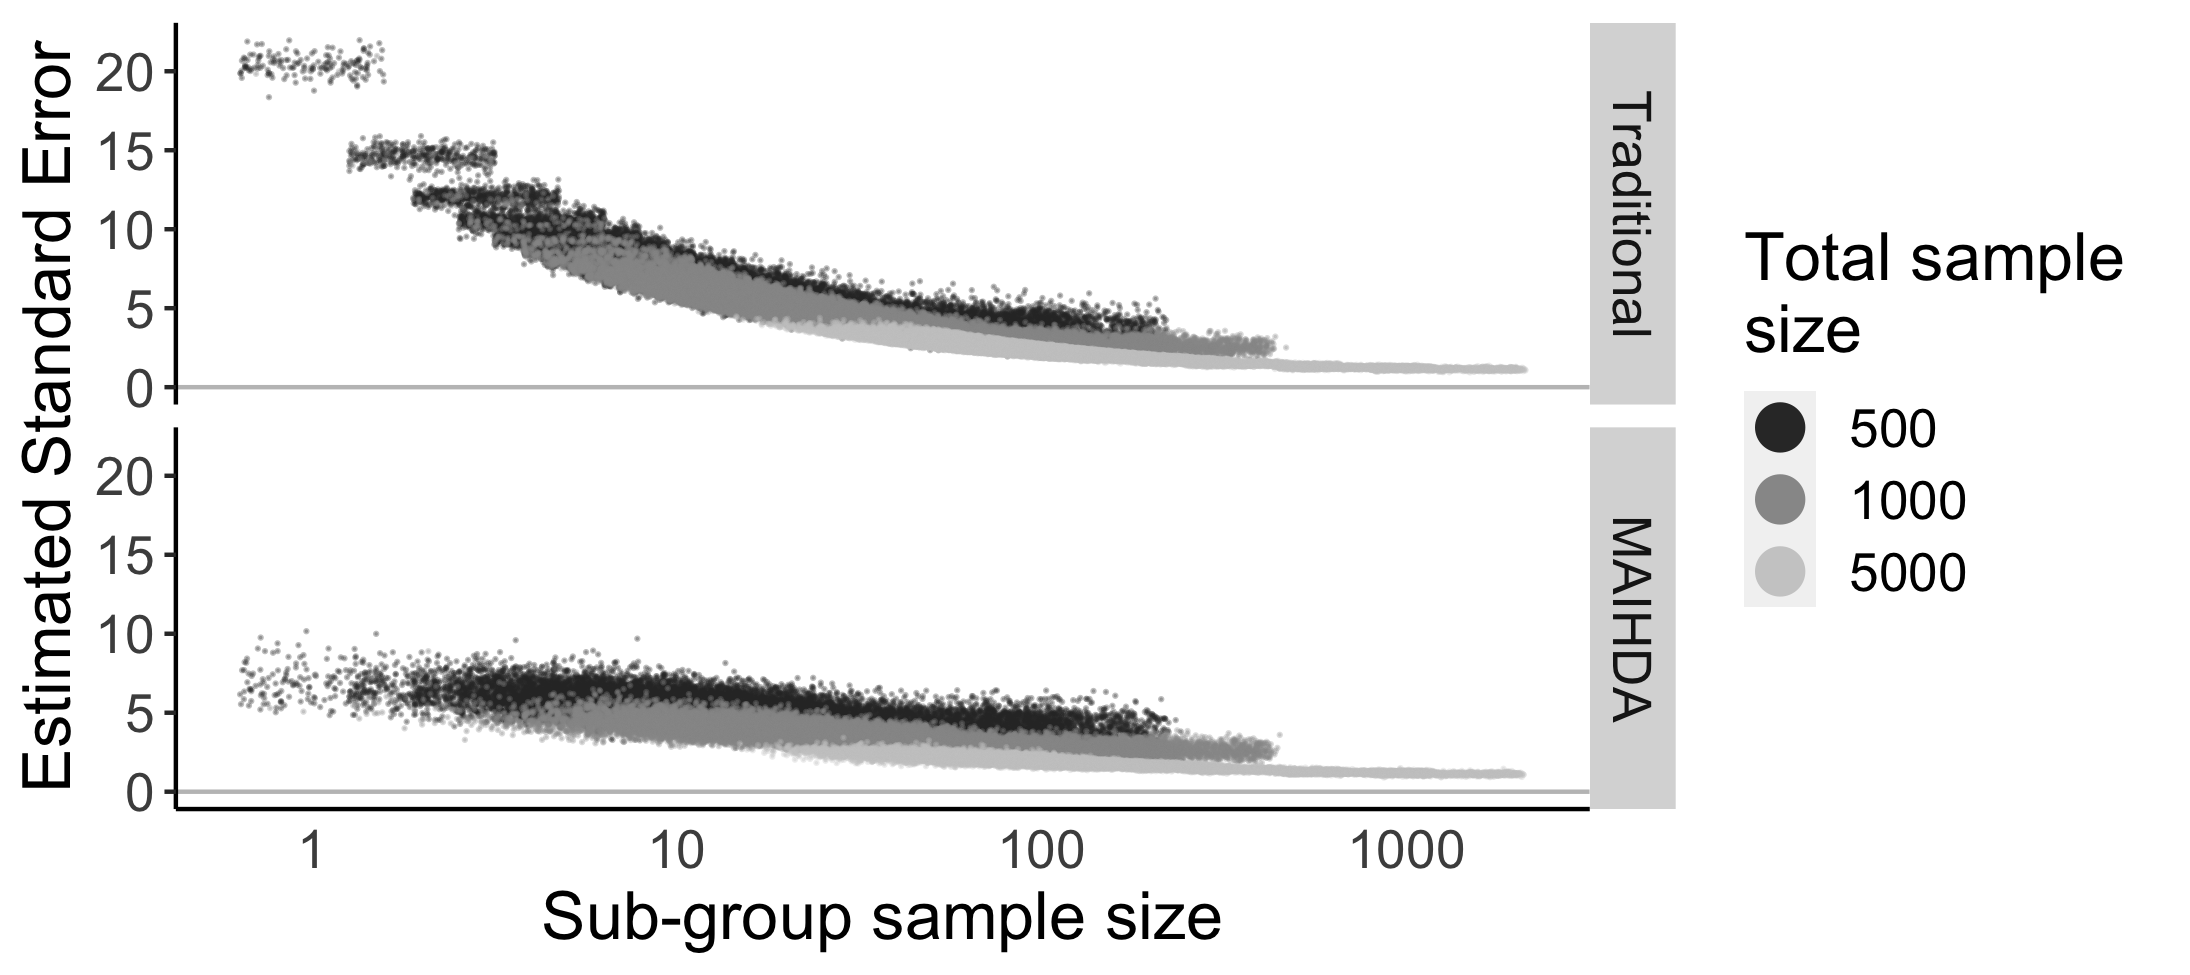 Estimated Standard Error
20
15
10
5
0
Traditional
20
15
10
5
0
MAIHDA
1 10 100 1000
Sub-group sample size
Total sample
size
500
1000
5000